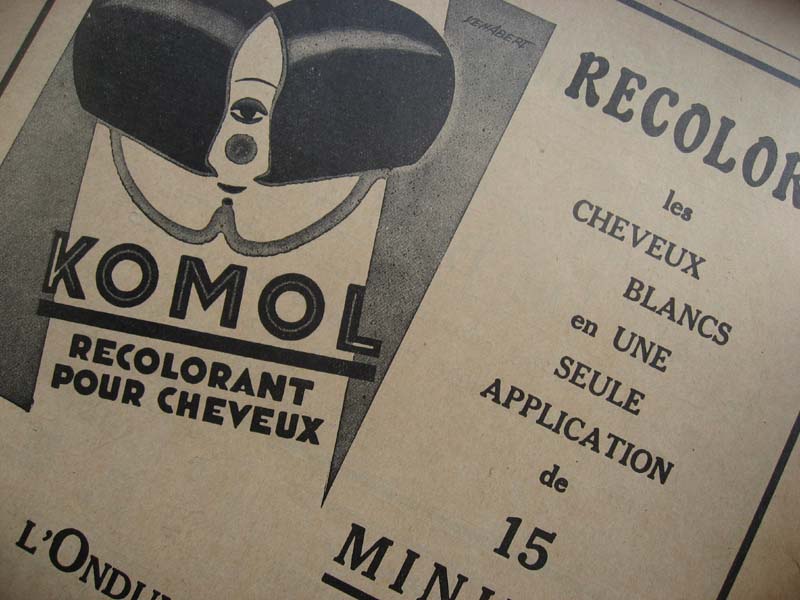 KOMOL
RECOLORANT
POUR CHEVEUX
RECOLOR
les
CHEVEUX
BLANCS
en UNE
SEULE
APPLICATION
de
15